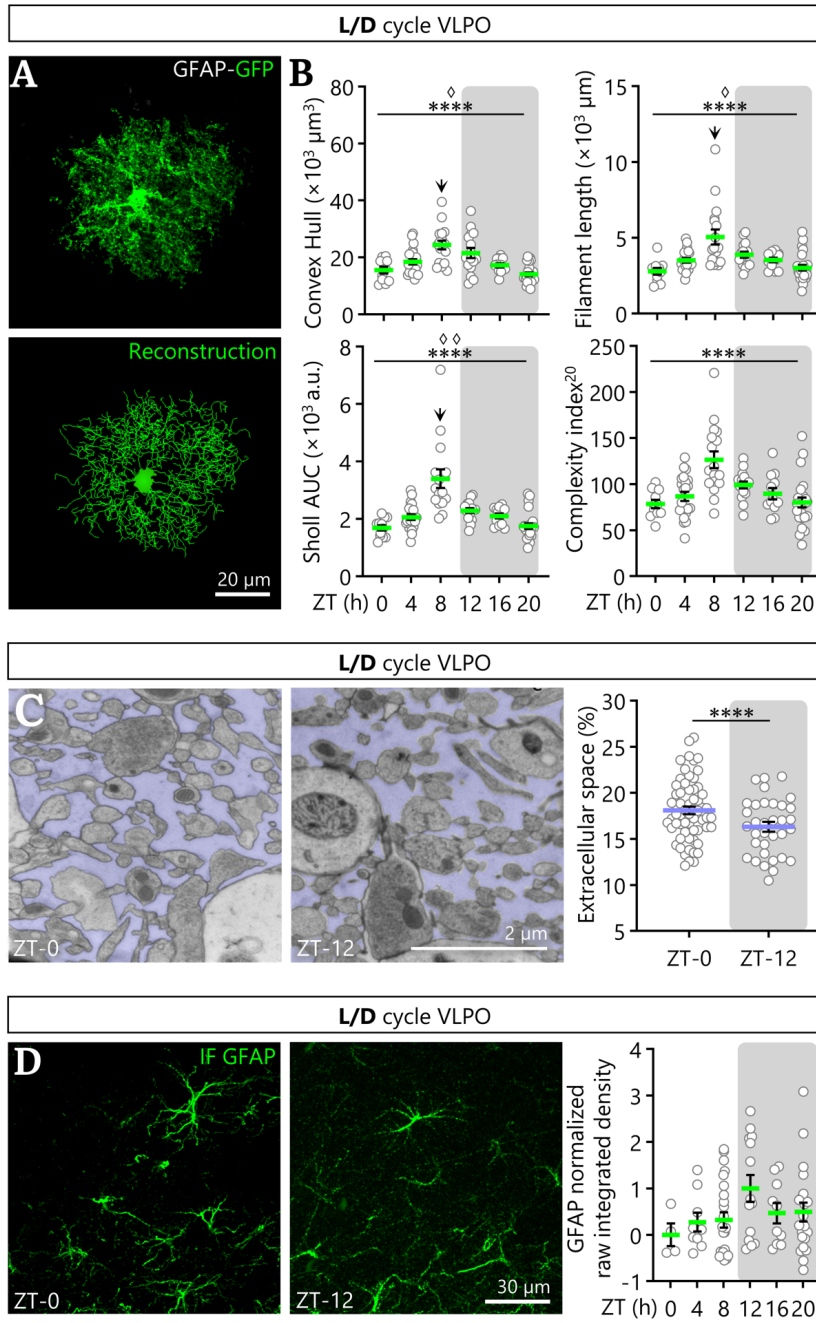 L/D cycle VLPO
A
GFAP-GFP
Reconstruction
20 µm
B
Convex Hull (×10³ µm³)
80
60
40
20
0
◊
****
Filament length (×10³ µm)
15
10
5
0
◊
****
Sholl AUC (×10³ a.u.)
8
6
4
2
0
◊ ◊
****
ZT (h) 0 4 8 12 16 20
Complexity index²⁰
250
200
150
100
50
0
****
ZT (h) 0 4 8 12 16 20
L/D cycle VLPO
C
ZT-0
ZT-12
2 µm
Extracellular space (%)
30
25
20
15
10
5
****
ZT-0 ZT-12
L/D cycle VLPO
D
IF GFAP
ZT-0
ZT-12
30 µm
GFAP normalized
raw integrated density
4
3
2
1
0
-1
ZT (h) 0 4 8 12 16 20